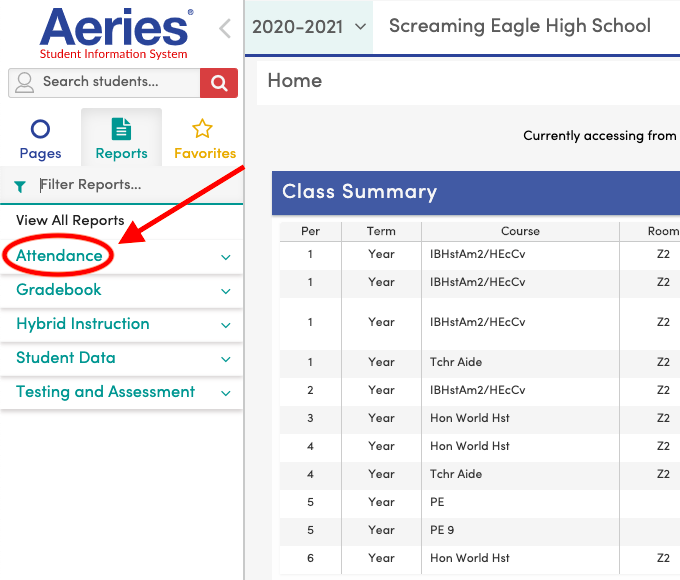 Aeries®
Student Information System
Search students...
Pages
Reports
Favorites
Filter Reports...
View All Reports
Attendance
Gradebook
Hybrid Instruction
Student Data
Testing and Assessment
2020-2021
Screaming Eagle High School
Home
Currently accessing from
Class Summary
Per Term Course Room
1 Year IBHstAm2/HEcCv Z2
1 Year IBHstAm2/HEcCv Z2
1 Year IBHstAm2/HEcCv Z2
1 Year Tchr Aide Z2
2 Year IBHstAm2/HEcCv Z2
3 Year Hon World Hst Z2
4 Year Hon World Hst Z2
4 Year Tchr Aide Z2
5 Year PE
5 Year PE 9
6 Year Hon World Hst Z2